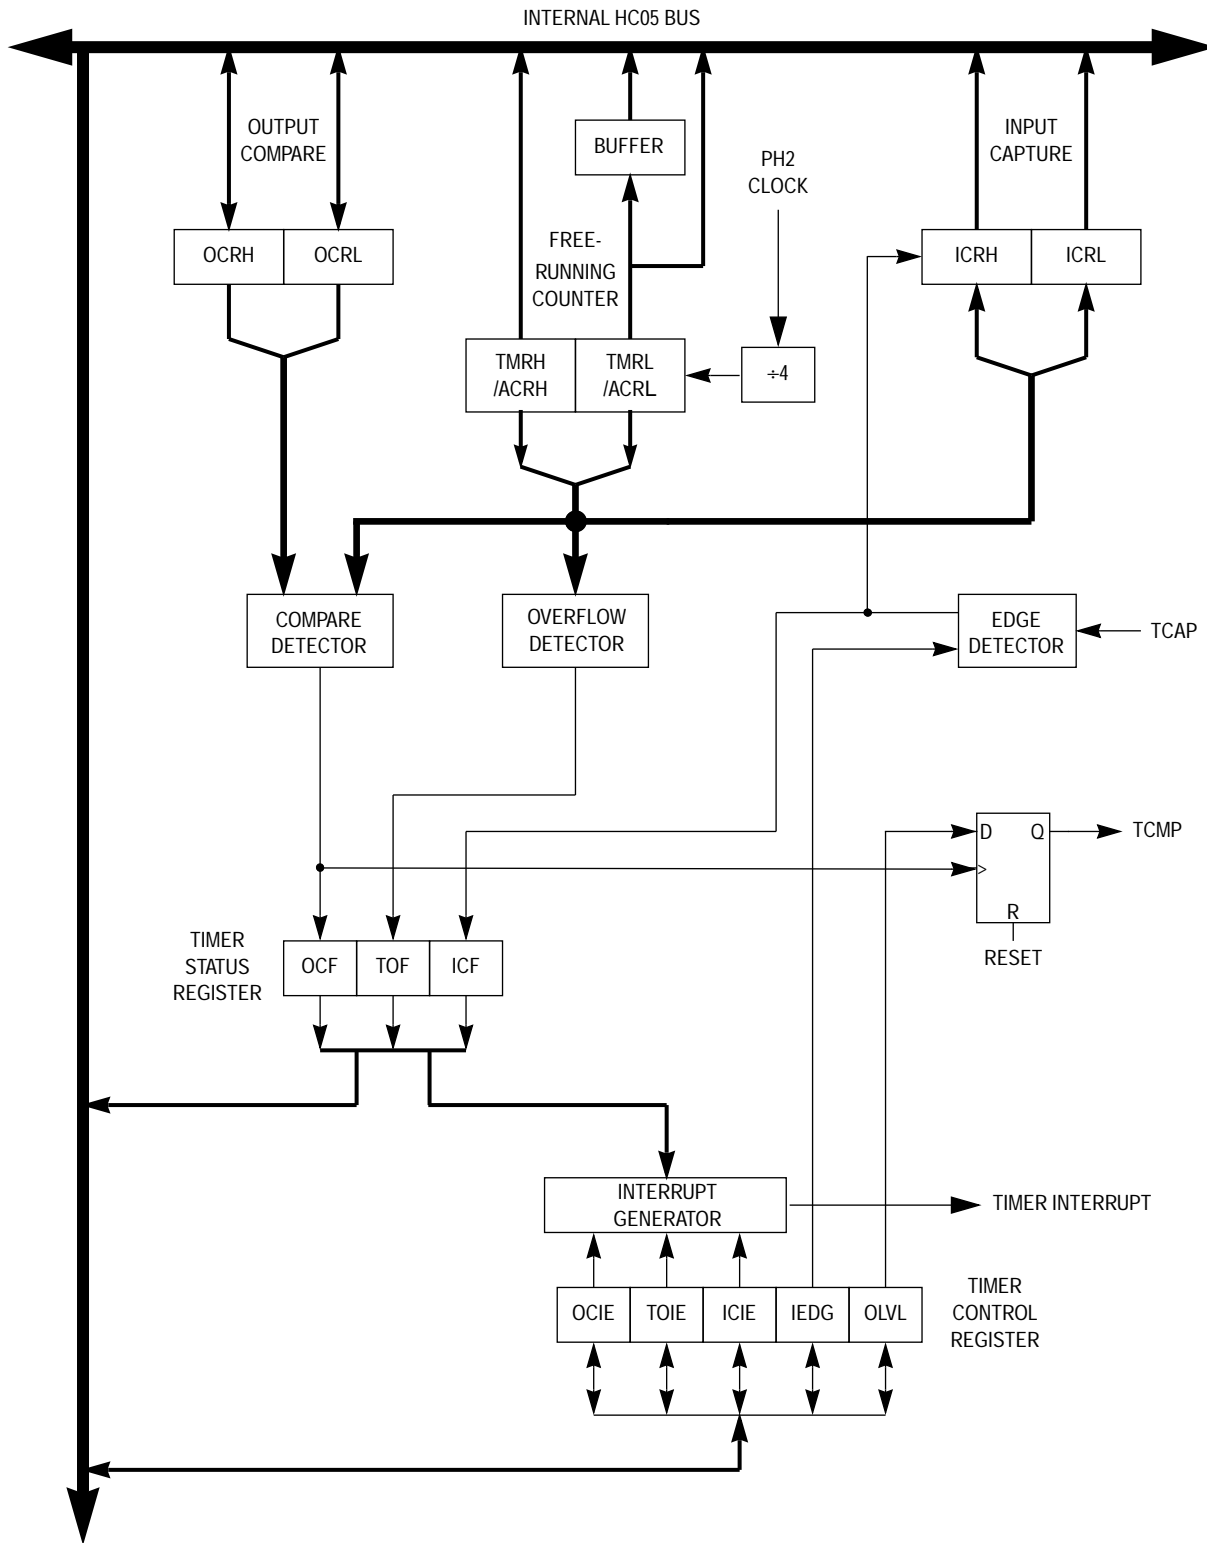 INTERNAL HC05 BUS
OUTPUT
COMPARE
BUFFER
PH2
CLOCK
INPUT
CAPTURE
OCRH
OCRL
FREE-
RUNNING
COUNTER
ICRH
ICRL
TMRH
/ACRH
TMRL
/ACRL
÷4
COMPARE
DETECTOR
OVERFLOW
DETECTOR
EDGE
DETECTOR
TCAP
D
Q
>
R
TCMP
RESET
TIMER
STATUS
REGISTER
OCF
TOF
ICF
INTERRUPT
GENERATOR
TIMER INTERRUPT
OCIE
TOIE
ICIE
IEDG
OLVL
TIMER
CONTROL
REGISTER